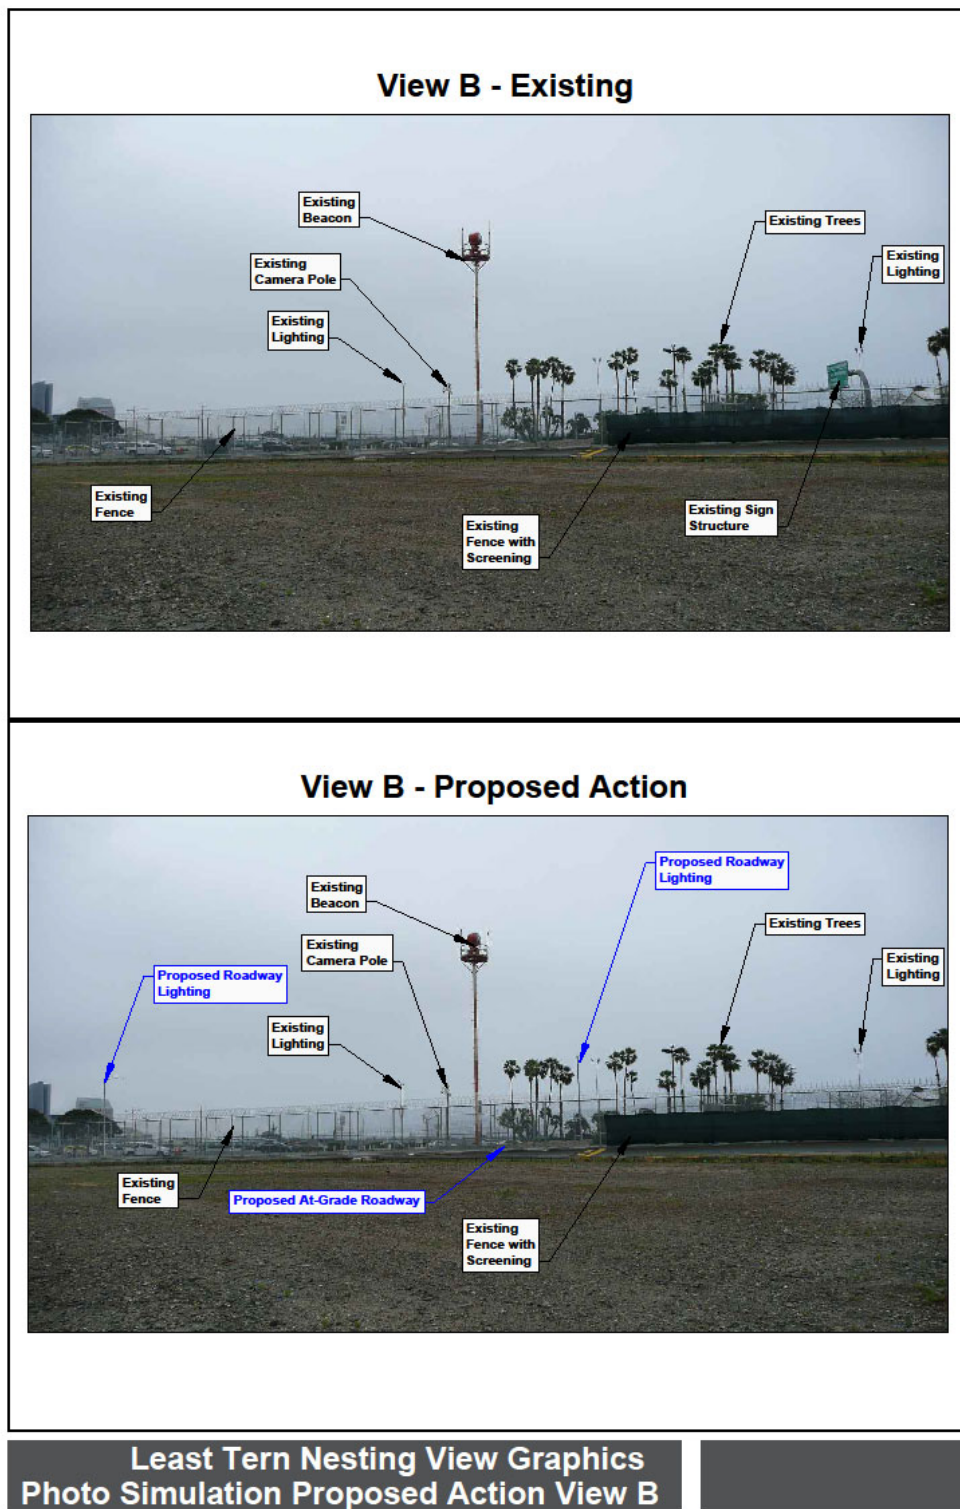 View B - Existing
Existing
Beacon
Existing Trees
Existing
Camera Pole
Existing
Lighting
Existing
Lighting
Existing
Fence
Existing
Fence with
Screening
Existing Sign
Structure
View B - Proposed Action
Proposed Roadway
Lighting
Existing
Beacon
Existing Trees
Existing
Camera Pole
Existing
Lighting
Proposed Roadway
Lighting
Existing
Lighting
Existing
Fence
Proposed At-Grade Roadway
Existing
Fence with
Screening
Least Tern Nesting View Graphics
Photo Simulation Proposed Action View B